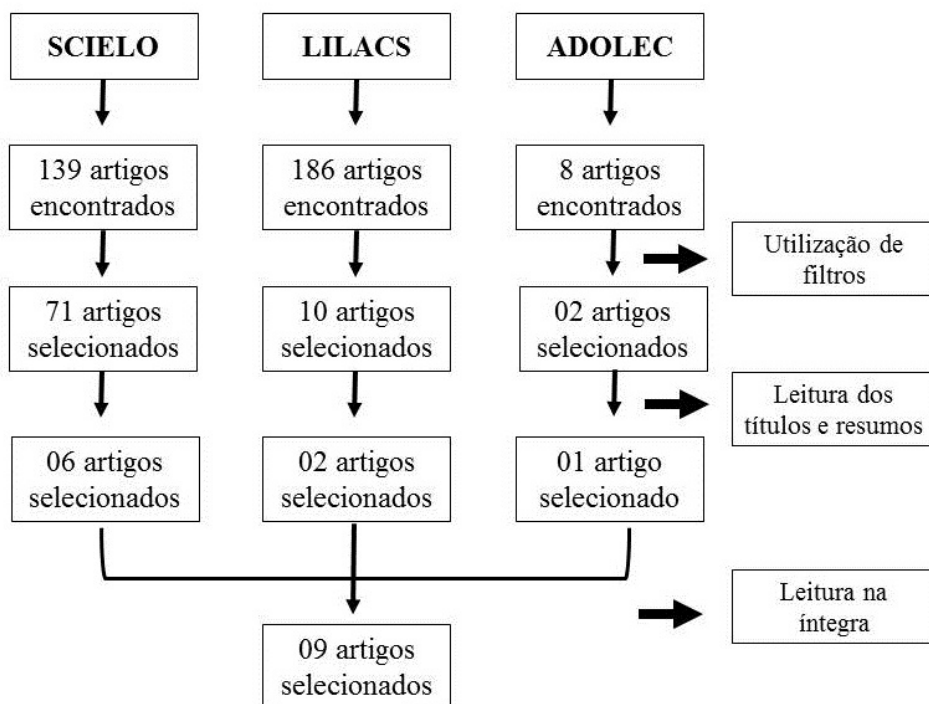 SCIELO
LILACS
ADOLEC
139 artigos
encontrados
186 artigos
encontrados
8 artigos
encontrados
Utilização de
filtros
71 artigos
selecionados
10 artigos
selecionados
02 artigos
selecionados
Leitura dos
títulos e resumos
06 artigos
selecionados
02 artigos
selecionados
01 artigo
selecionado
Leitura na
íntegra
09 artigos
selecionados